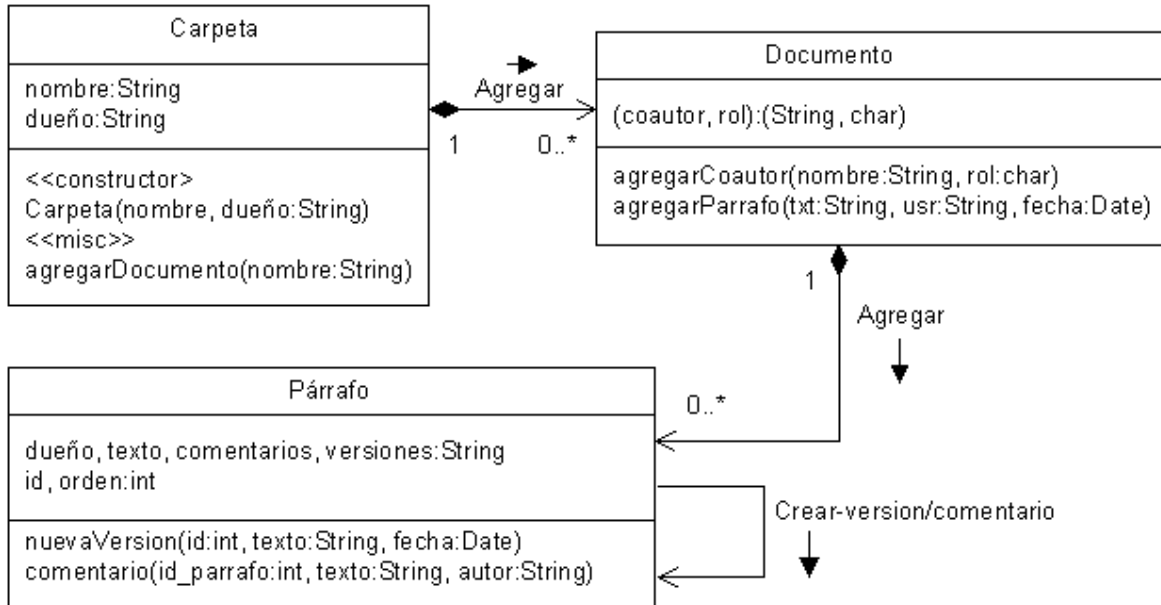 Carpeta
nombre:String
dueño:String
<<constructor>
Carpeta(nombre, dueño:String)
<<misc>>
agregarDocumento(nombre:String)
Agregar
1
0..*
Documento
(coautor, rol):(String, char)
agregarCoautor(nombre:String, rol:char)
agregarParrafo(txt:String, usr:String, fecha:Date)
1
Agregar
0..*
Párrafo
dueño, texto, comentarios, versiones:String
id, orden:int
nuevaVersion(id:int, texto:String, fecha:Date)
comentario(id_parrafo:int, texto:String, autor:String)
Crear-version/comentario